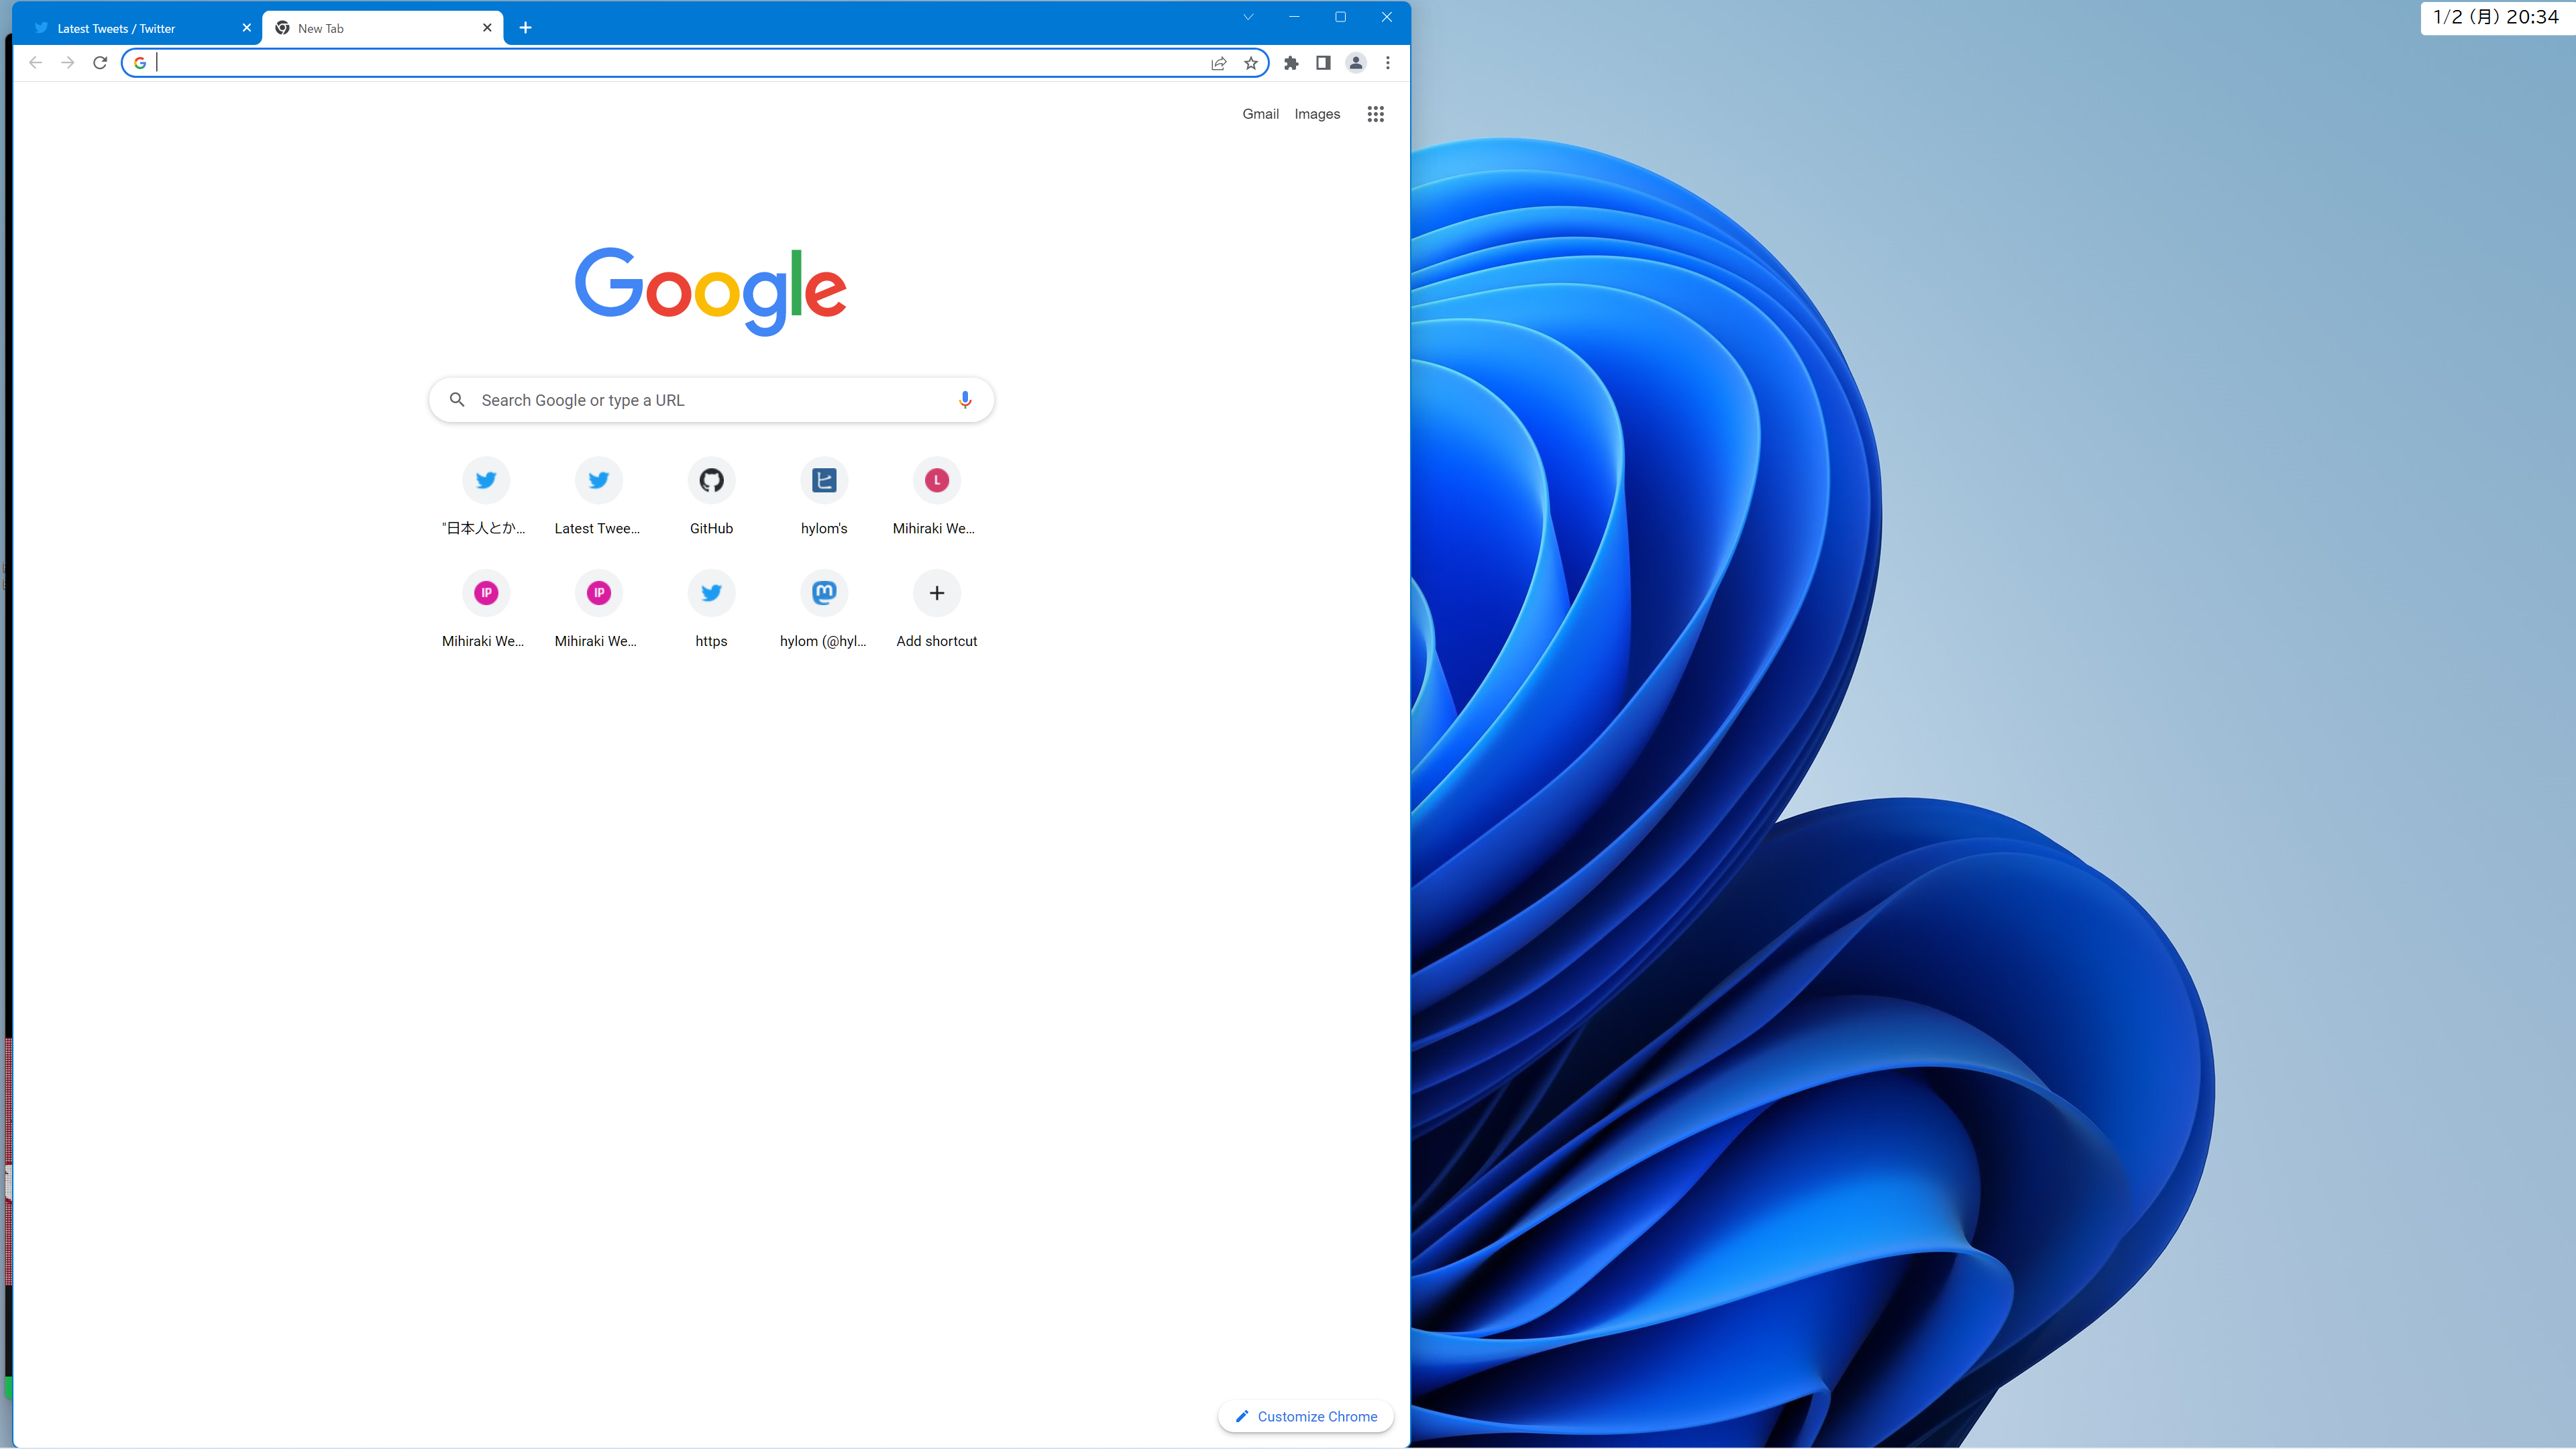 Latest Tweets / Twitter
New Tab
1/2 (月) 20:34
Gmail
Images
Google
Search Google or type a URL
"日本人とか...
Latest Twee...
GitHub
hylom's
L
Mihiraki We...
IP
Mihiraki We...
IP
Mihiraki We...
https
hylom (@hyl...
Add shortcut
Customize Chrome